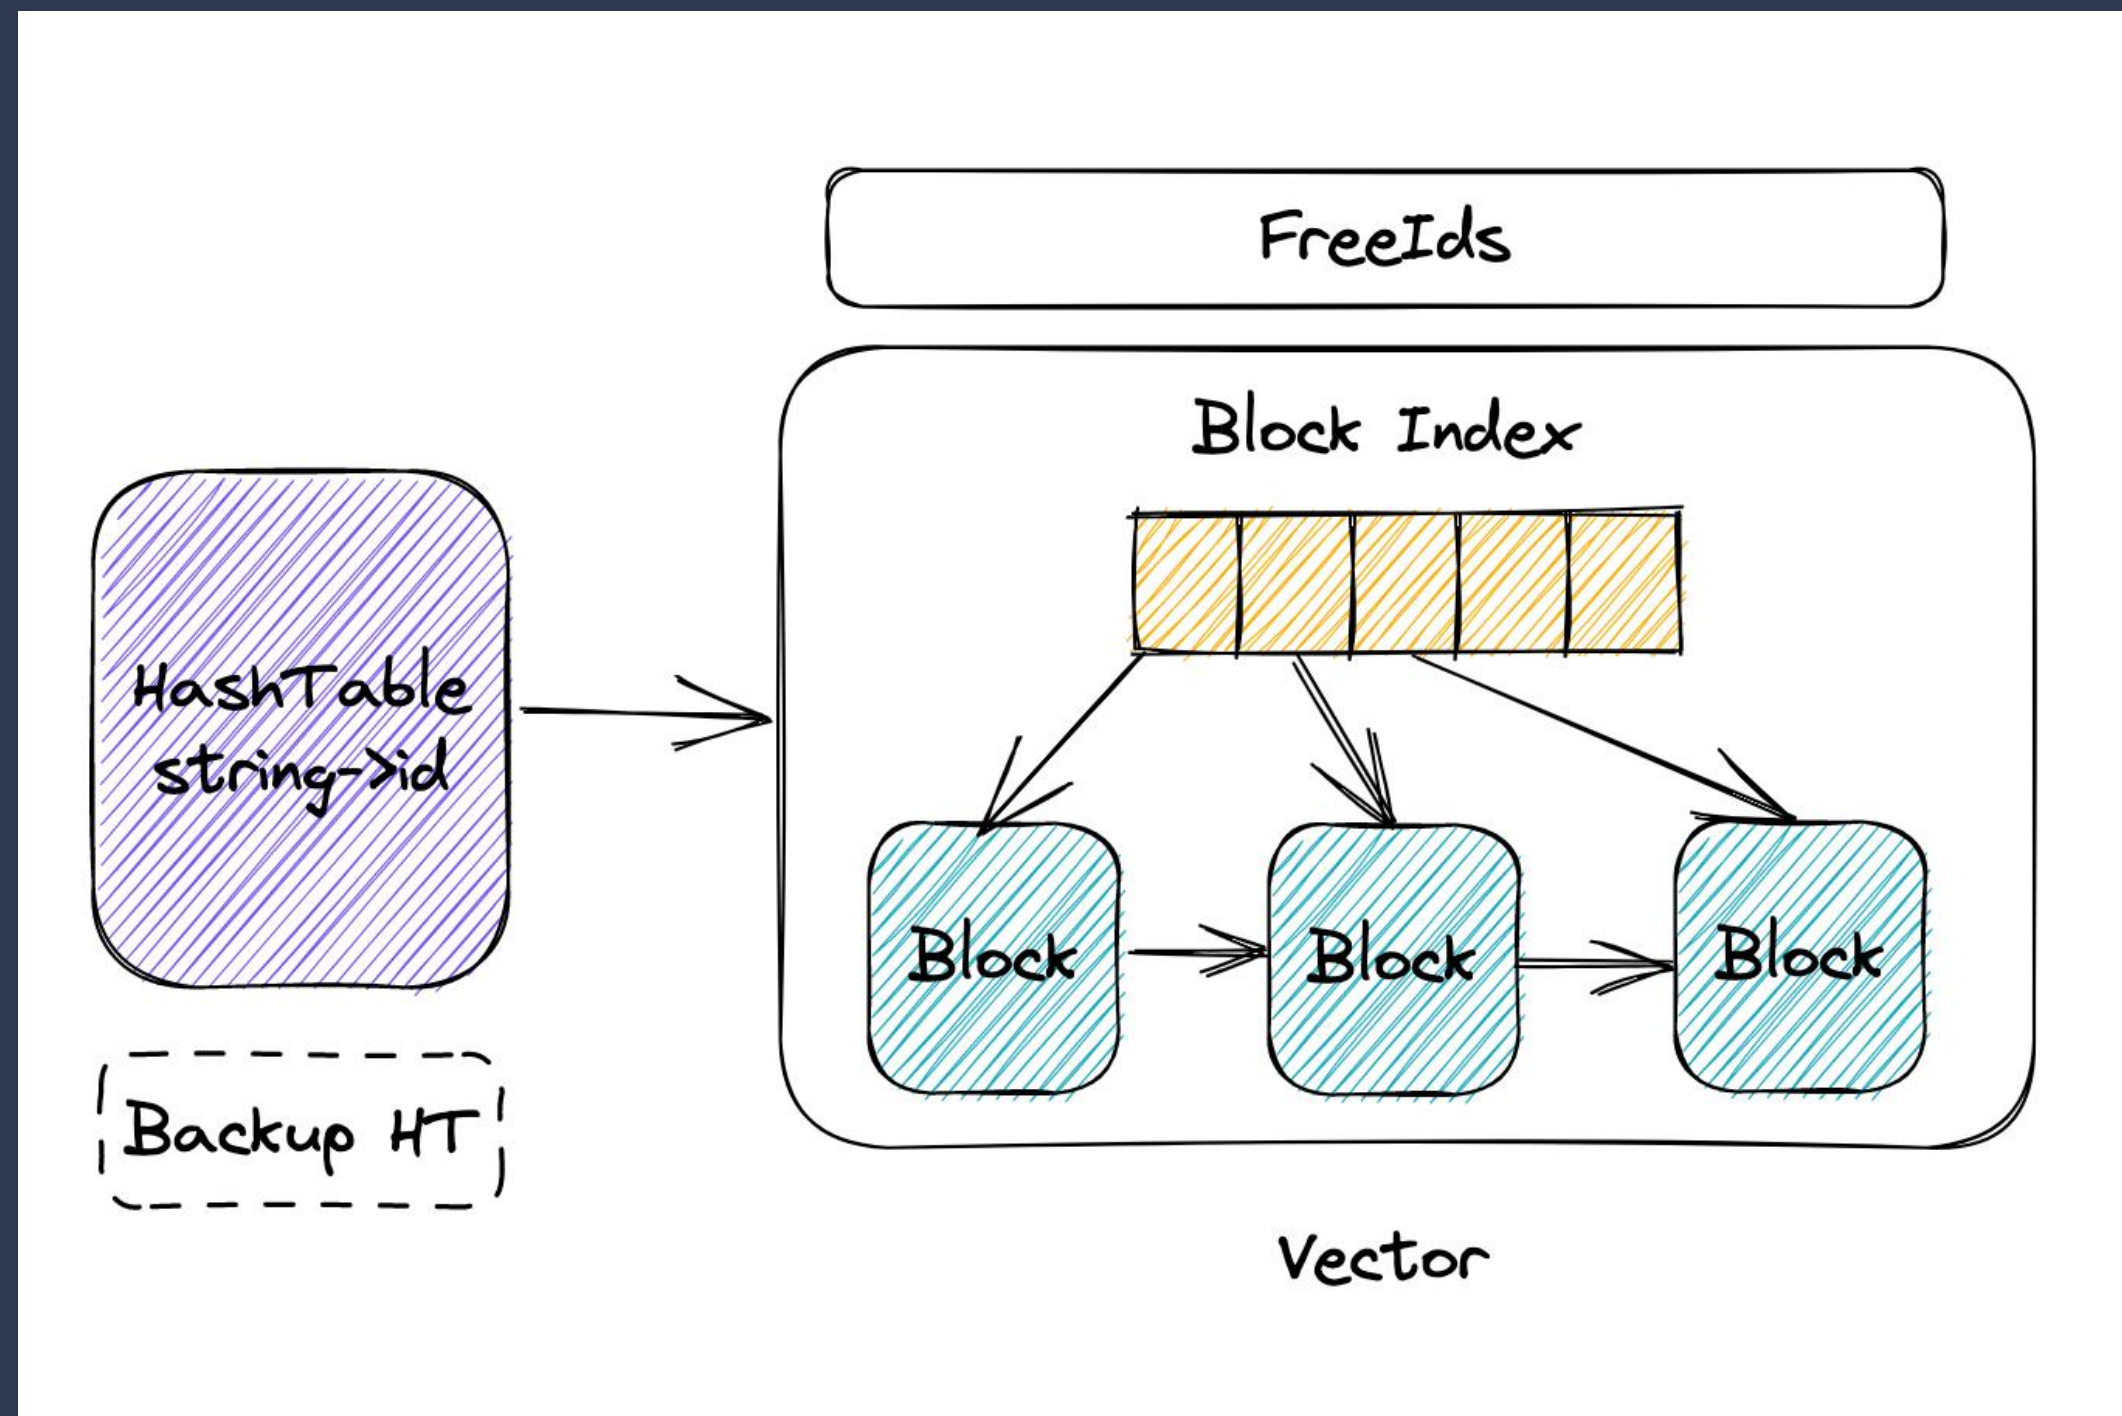 FreeIds
Block Index
HashTable
string->id
Block
Block
Block
Backup HT
Vector